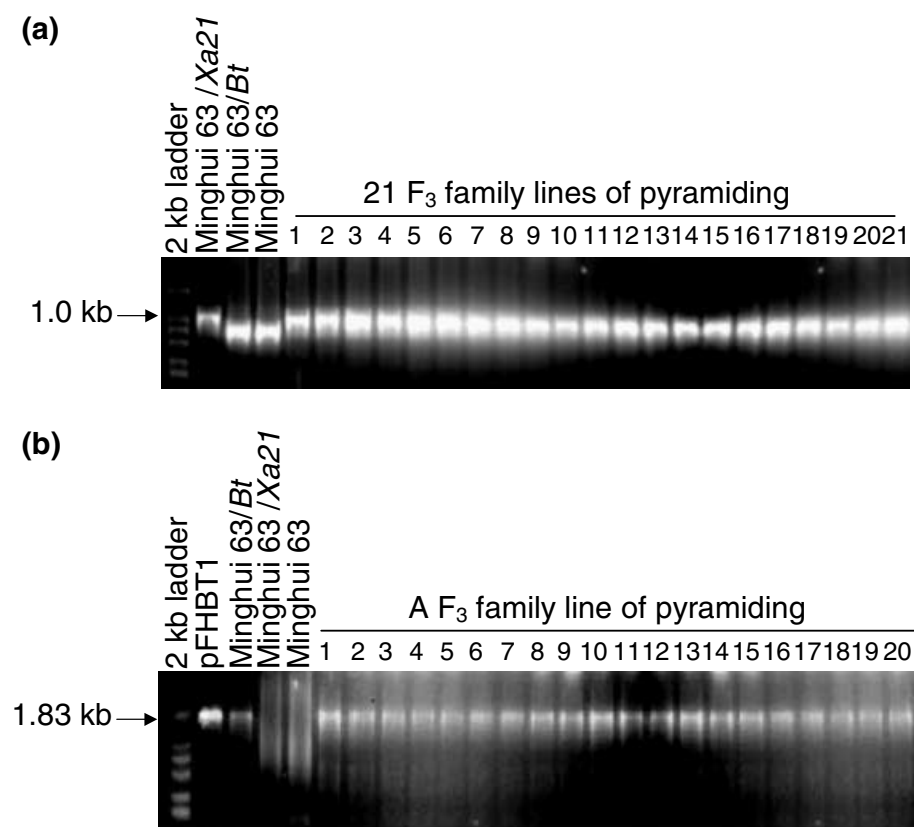 (a)
2 kb ladder
Minghui 63 /Xa21
Minghui 63/Bt
Minghui 63
21 F₃ family lines of pyramiding
1 2 3 4 5 6 7 8 9 10 11 12 13 14 15 16 17 18 19 20 21
1.0 kb
(b)
2 kb ladder
pFHBT1
Minghui 63/Bt
Minghui 63 /Xa21
Minghui 63
A F₃ family line of pyramiding
1 2 3 4 5 6 7 8 9 10 11 12 13 14 15 16 17 18 19 20
1.83 kb